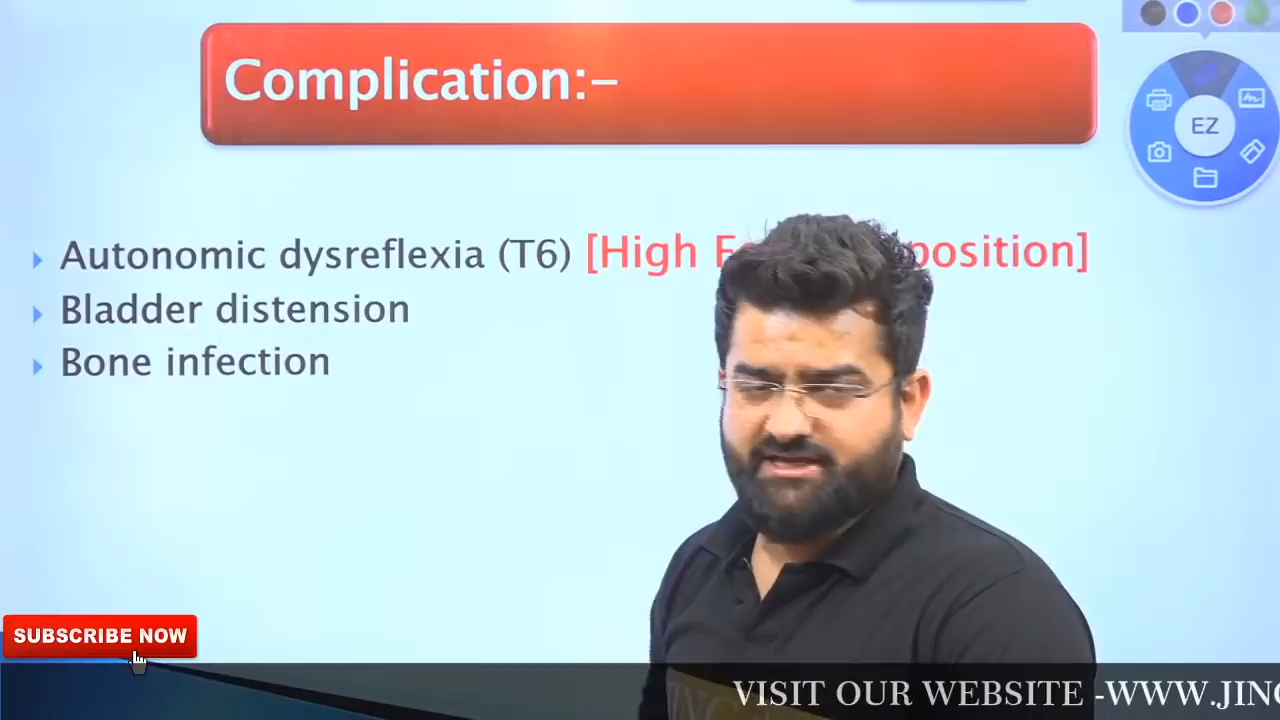 Complication:-
EZ
Autonomic dysreflexia (T6) [High position]
Bladder distension
Bone infection
SUBSCRIBE NOW
VISIT OUR WEBSITE -WWW.JIN